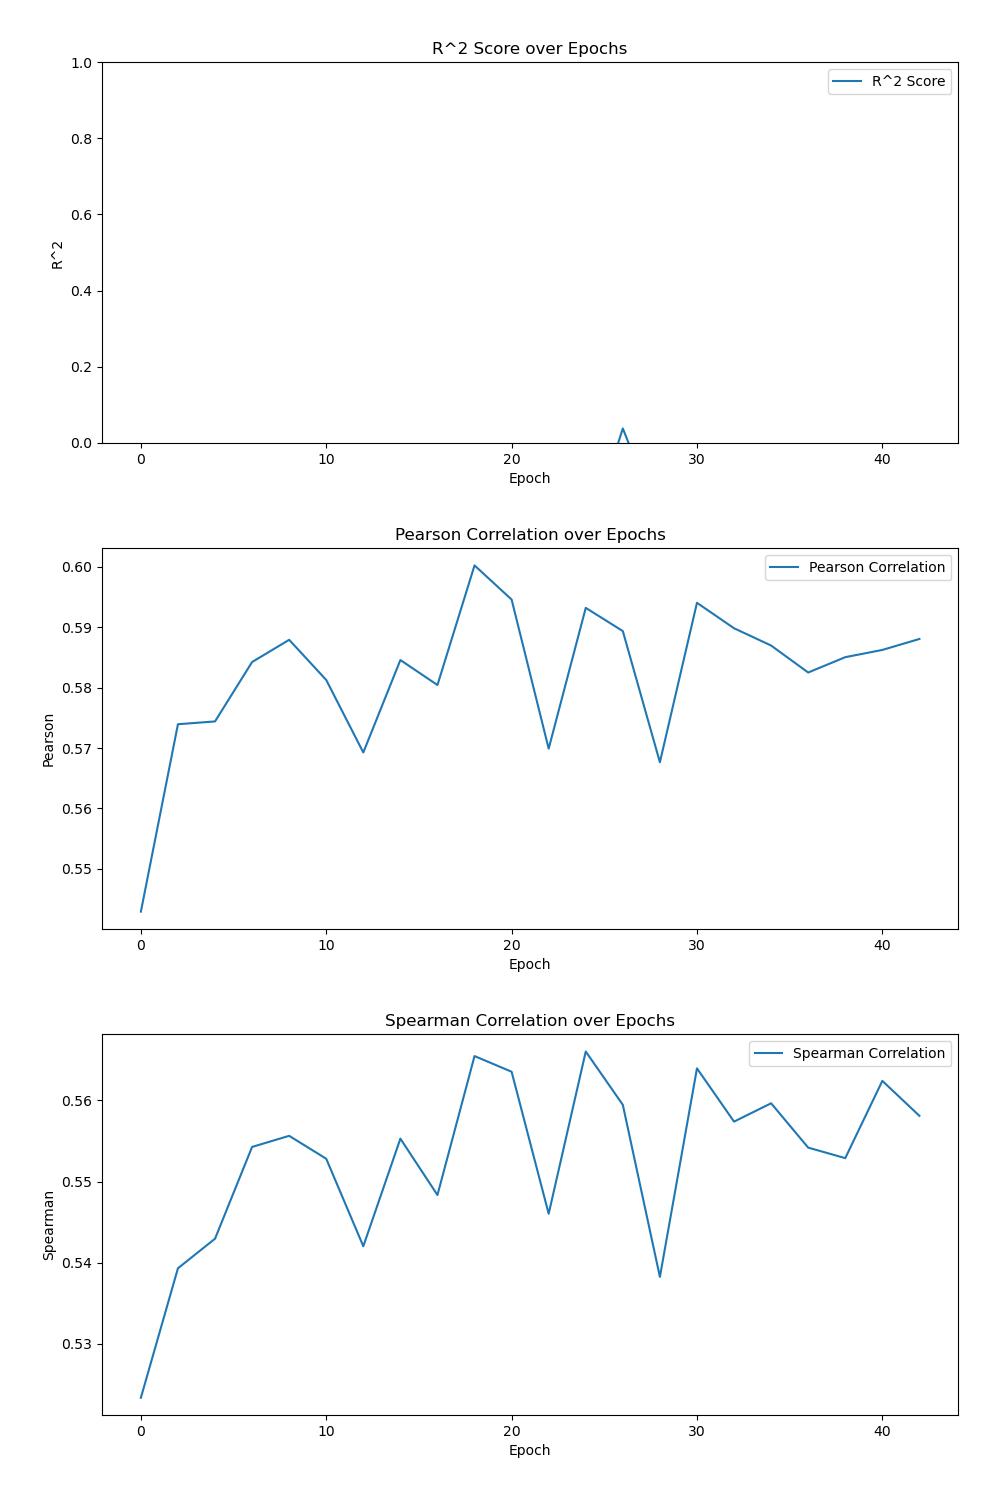 R^2 Score over Epochs
1.0
R^2 Score
0.8
0.6
R^2
0.4
0.2
0.0
0 10 20 30 40
Epoch
Pearson Correlation over Epochs
0.60
Pearson Correlation
0.59
0.58
Pearson
0.57
0.56
0.55
0 10 20 30 40
Epoch
Spearman Correlation over Epochs
Spearman Correlation
0.56
0.55
Spearman
0.54
0.53
0 10 20 30 40
Epoch